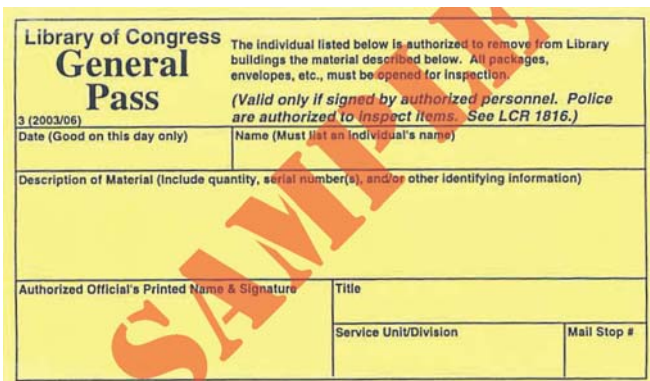 Library of Congress
General
Pass
3 (2003/06)
The individual listed below is authorized to remove from Library
buildings the material described below. All packages,
envelopes, etc., must be opened for inspection.
(Valid only if signed by authorized personnel. Police
are authorized to inspect items. See LCR 1816.)
Date (Good on this day only)
Name (Must list an individual's name)
Description of Material (Include quantity, serial number(s), and/or other identifying information)
Authorized Official's Printed Name & Signature
Title
Service Unit/Division
Mail Stop #
SAMPLE